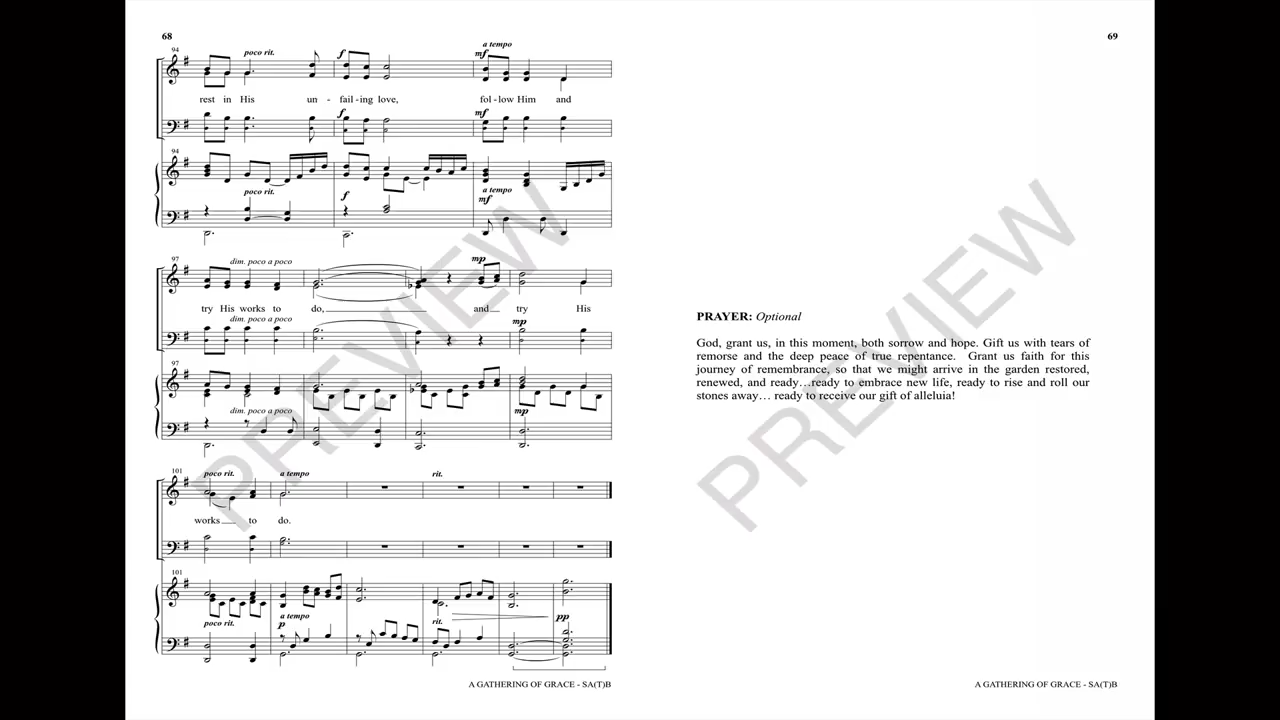 68
94
poco rit.
f
a tempo
mf
rest in His un - fail - ing love, fol - low Him and
f
mf
94
poco rit.
f
a tempo
mf
97
dim. poco a poco
mp
try His works to do, and try His
dim. poco a poco
mp
97
dim. poco a poco
mp
101
poco rit.
a tempo
rit.
works to do.
101
poco rit.
a tempo
p
rit.
pp
A GATHERING OF GRACE - SA(T)B
PREVIEW
69
PRAYER: Optional
God, grant us, in this moment, both sorrow and hope. Gift us with tears of
remorse and the deep peace of true repentance. Grant us faith for this
journey of remembrance, so that we might arrive in the garden restored,
renewed, and ready…ready to embrace new life, ready to rise and roll our
stones away… ready to receive our gift of alleluia!
A GATHERING OF GRACE - SA(T)B
PREVIEW